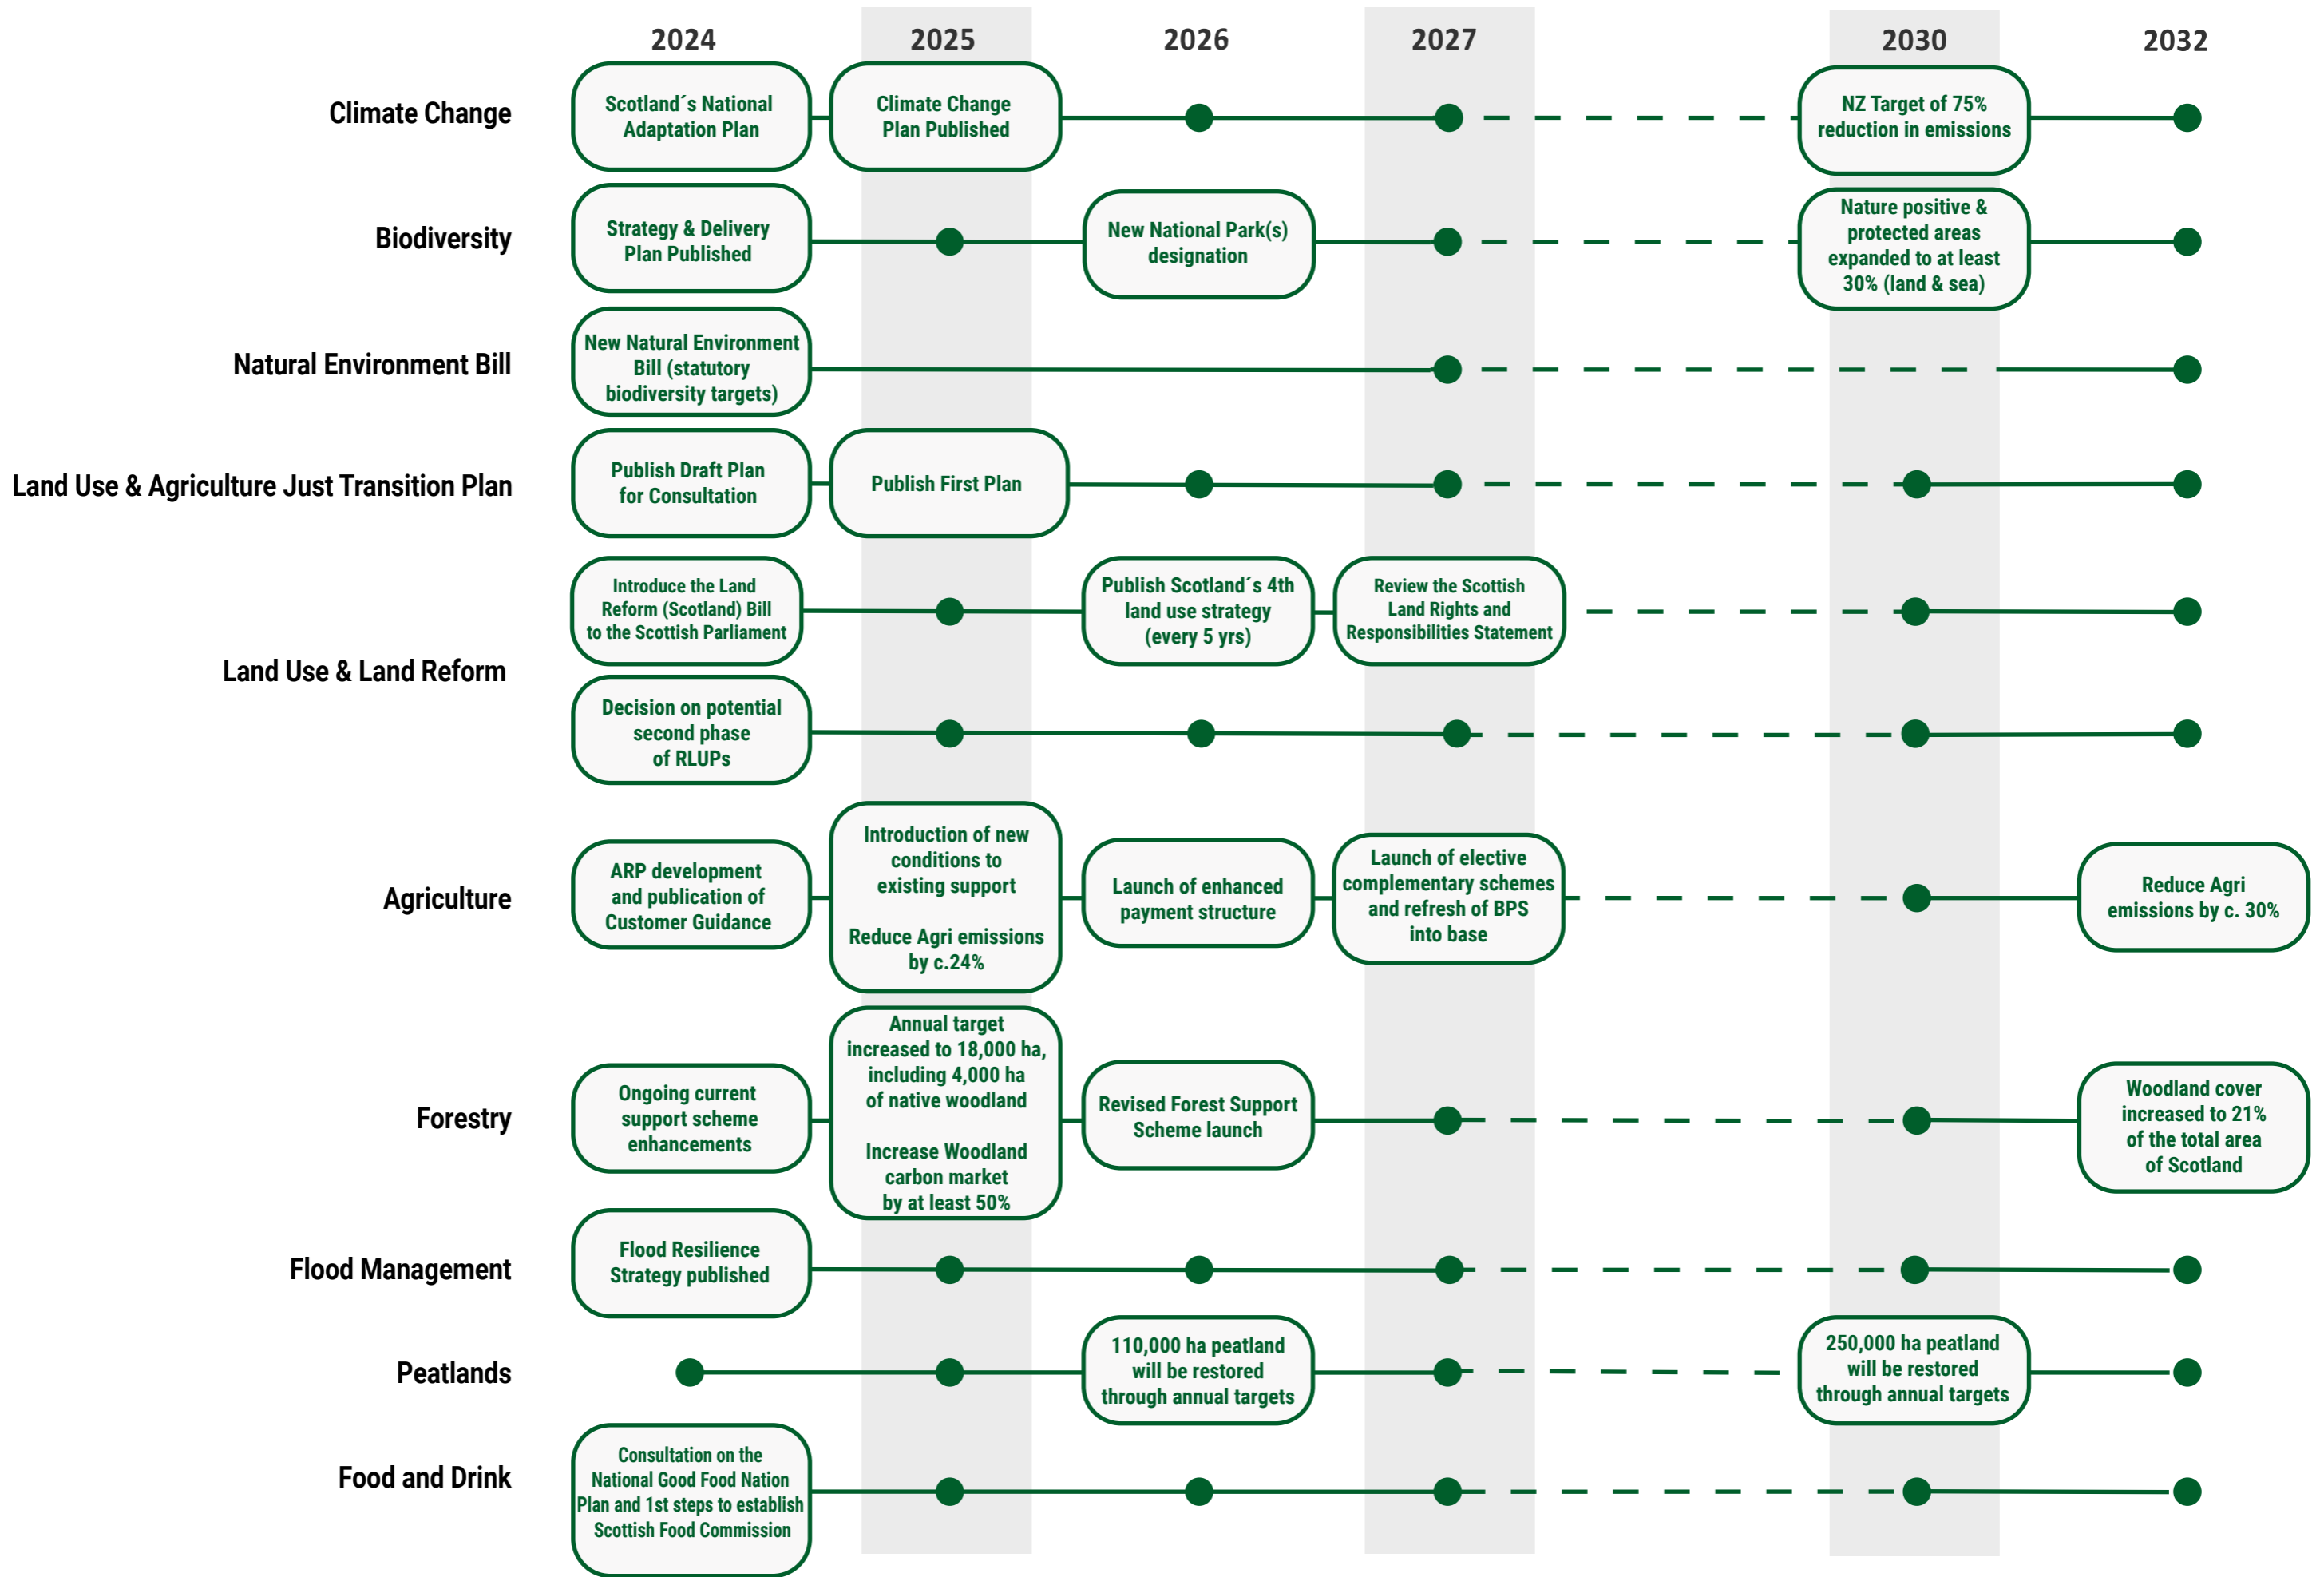 2024
2025
2026
2027
2030
2032
Climate Change
Scotland´s National
Adaptation Plan
Climate Change
Plan Published
NZ Target of 75%
reduction in emissions
Biodiversity
Strategy & Delivery
Plan Published
New National Park(s)
designation
Nature positive &
protected areas
expanded to at least
30% (land & sea)
Natural Environment Bill
New Natural Environment
Bill (statutory
biodiversity targets)
Land Use & Agriculture Just Transition Plan
Publish Draft Plan
for Consultation
Publish First Plan
Land Use & Land Reform
Introduce the Land
Reform (Scotland) Bill
to the Scottish Parliament
Publish Scotland´s 4th
land use strategy
(every 5 yrs)
Review the Scottish
Land Rights and
Responsibilities Statement
Decision on potential
second phase
of RLUPs
Agriculture
ARP development
and publication of
Customer Guidance
Introduction of new
conditions to
existing support
Reduce Agri emissions
by c.24%
Launch of enhanced
payment structure
Launch of elective
complementary schemes
and refresh of BPS
into base
Reduce Agri
emissions by c. 30%
Forestry
Ongoing current
support scheme
enhancements
Annual target
increased to 18,000 ha,
including 4,000 ha
of native woodland
Increase Woodland
carbon market
by at least 50%
Revised Forest Support
Scheme launch
Woodland cover
increased to 21%
of the total area
of Scotland
Flood Management
Flood Resilience
Strategy published
Peatlands
110,000 ha peatland
will be restored
through annual targets
250,000 ha peatland
will be restored
through annual targets
Food and Drink
Consultation on the
National Good Food Nation
Plan and 1st steps to establish
Scottish Food Commission